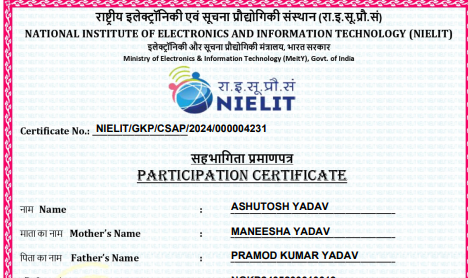 राष्ट्रीय इलेक्ट्रॉनिकी एवं सूचना प्रौद्योगिकी संस्थान (रा.इ.सू.प्रौ.सं)
NATIONAL INSTITUTE OF ELECTRONICS AND INFORMATION TECHNOLOGY (NIELIT)
इलेक्ट्रॉनिकी और सूचना प्रौद्योगिकी मंत्रालय, भारत सरकार
Ministry of Electronics & Information Technology (MeitY), Govt. of India
रा.इ.सू.प्रौ.सं
NIELIT
Certificate No.: NIELIT/GKP/CSAP/2024/000004231
सहभागिता प्रमाणपत्र
PARTICIPATION CERTIFICATE
नाम Name : ASHUTOSH YADAV
माता का नाम Mother's Name : MANEESHA YADAV
पिता का नाम Father's Name : PRAMOD KUMAR YADAV